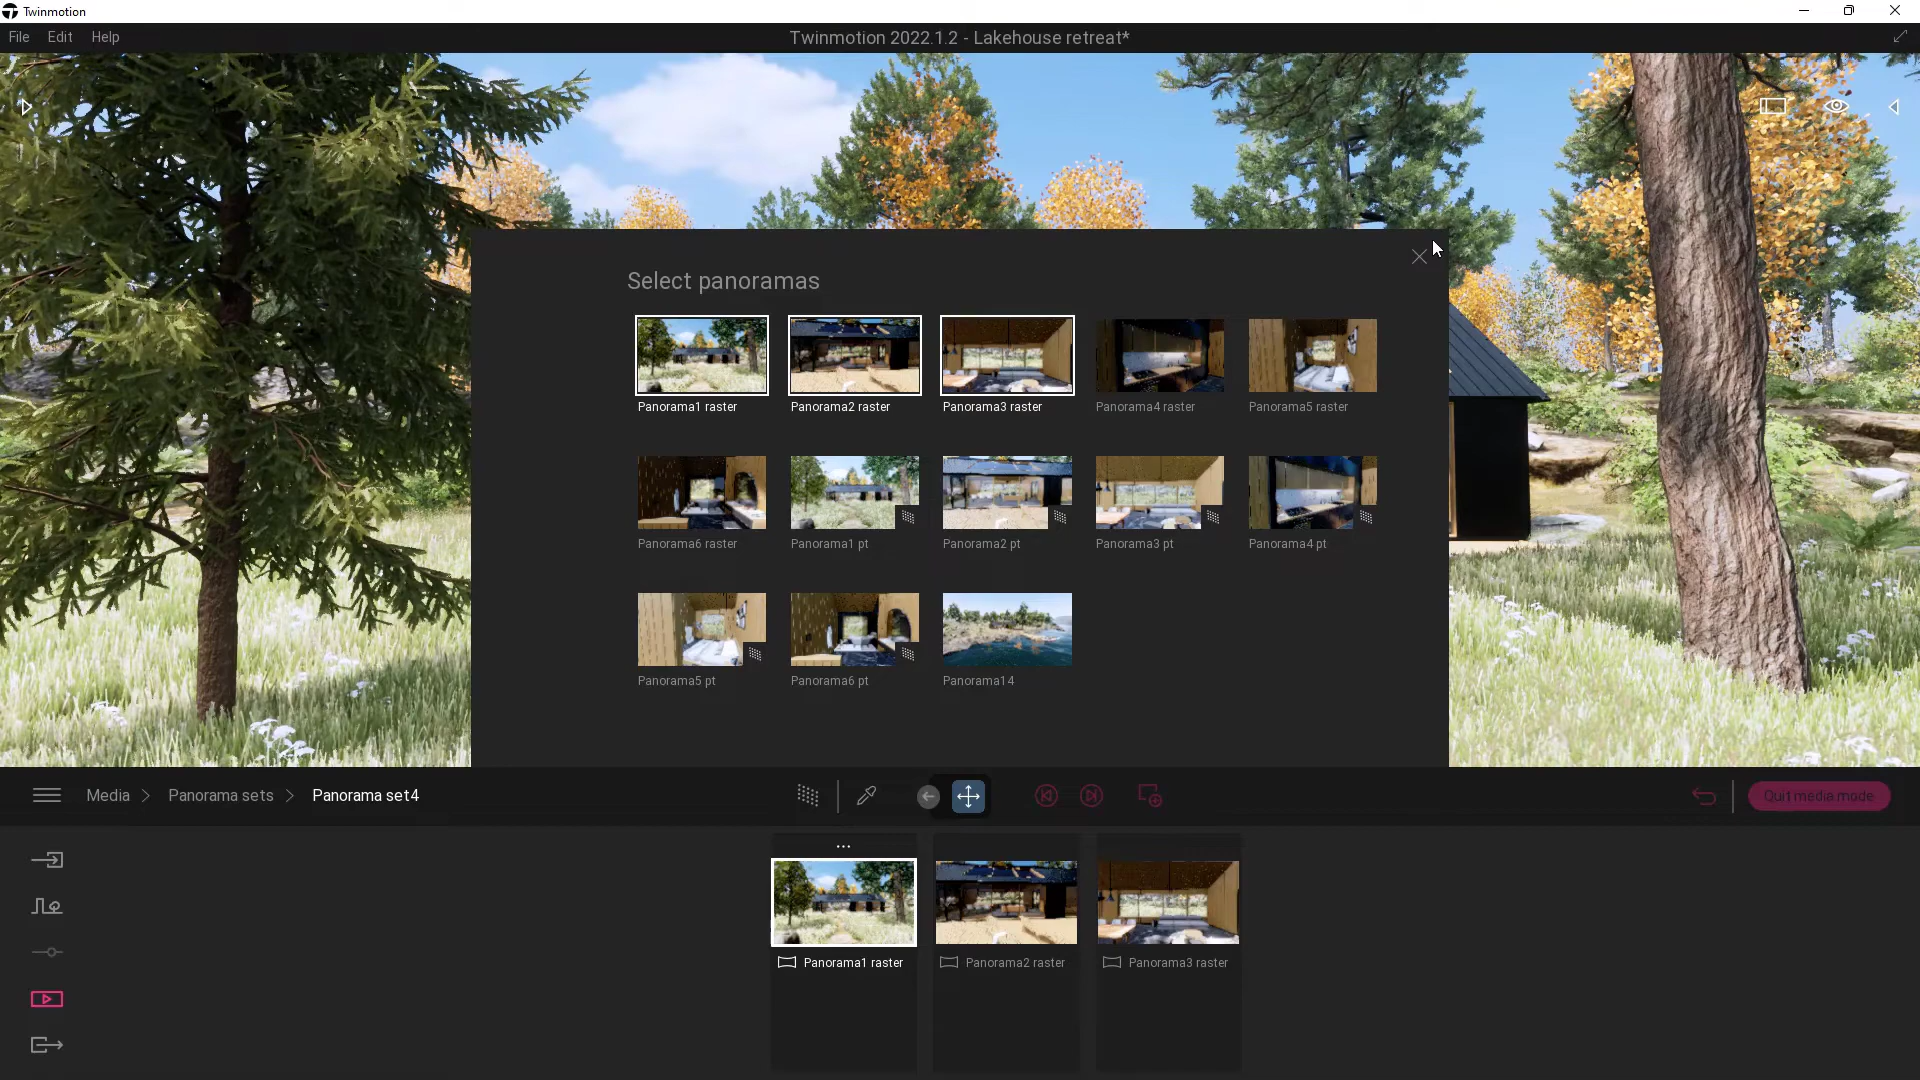 Twinmotion
File Edit Help
Twinmotion 2022.1.2 - Lakehouse retreat*
Select panoramas
Panorama1 raster
Panorama2 raster
Panorama3 raster
Panorama4 raster
Panorama5 raster
Panorama6 raster
Panorama1 pt
Panorama2 pt
Panorama3 pt
Panorama4 pt
Panorama5 pt
Panorama6 pt
Panorama14
Media > Panorama sets > Panorama set4
Quit media mode
Panorama1 raster
Panorama2 raster
Panorama3 raster